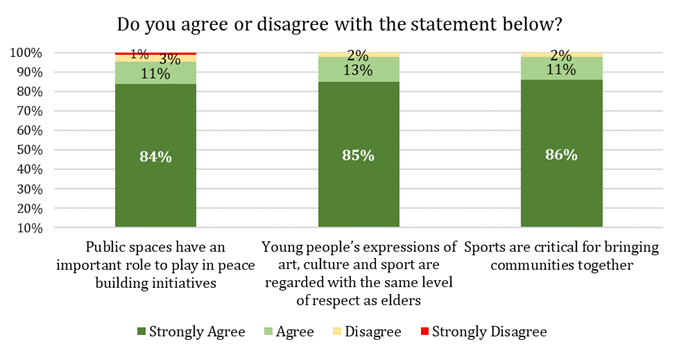 Do you agree or disagree with the statement below?
100%
90%
80%
70%
60%
50%
40%
30%
20%
10%
1%
3%
11%
84%
2%
13%
85%
2%
11%
86%
Public spaces have an
important role to play in peace
building initiatives
Young people's expressions of
art, culture and sport are
regarded with the same level
of respect as elders
Sports are critical for bringing
communities together
Strongly Agree
Agree
Disagree
Strongly Disagree